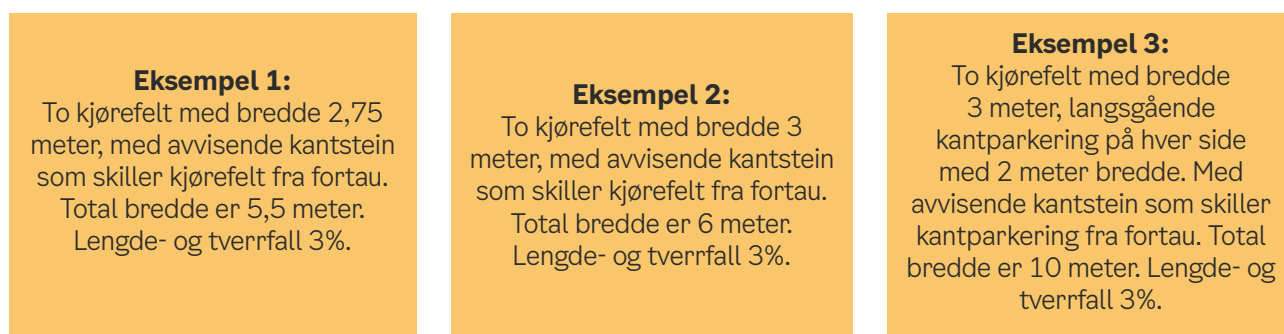 Eksempel 1:
To kjørefelt med bredde 2,75
meter, med avvisende kantstein
som skiller kjørefelt fra fortau.
Total bredde er 5,5 meter.
Lengde- og tverrfall 3%.
Eksempel 2:
To kjørefelt med bredde 3
meter, med avvisende kantstein
som skiller kjørefelt fra fortau.
Total bredde er 6 meter.
Lengde- og tverrfall 3%.
Eksempel 3:
To kjørefelt med bredde
3 meter, langsgående
kantparkering på hver side
med 2 meter bredde. Med
avvisende kantstein som skiller
kantparkering fra fortau. Total
bredde er 10 meter. Lengde- og
tverrfall 3%.